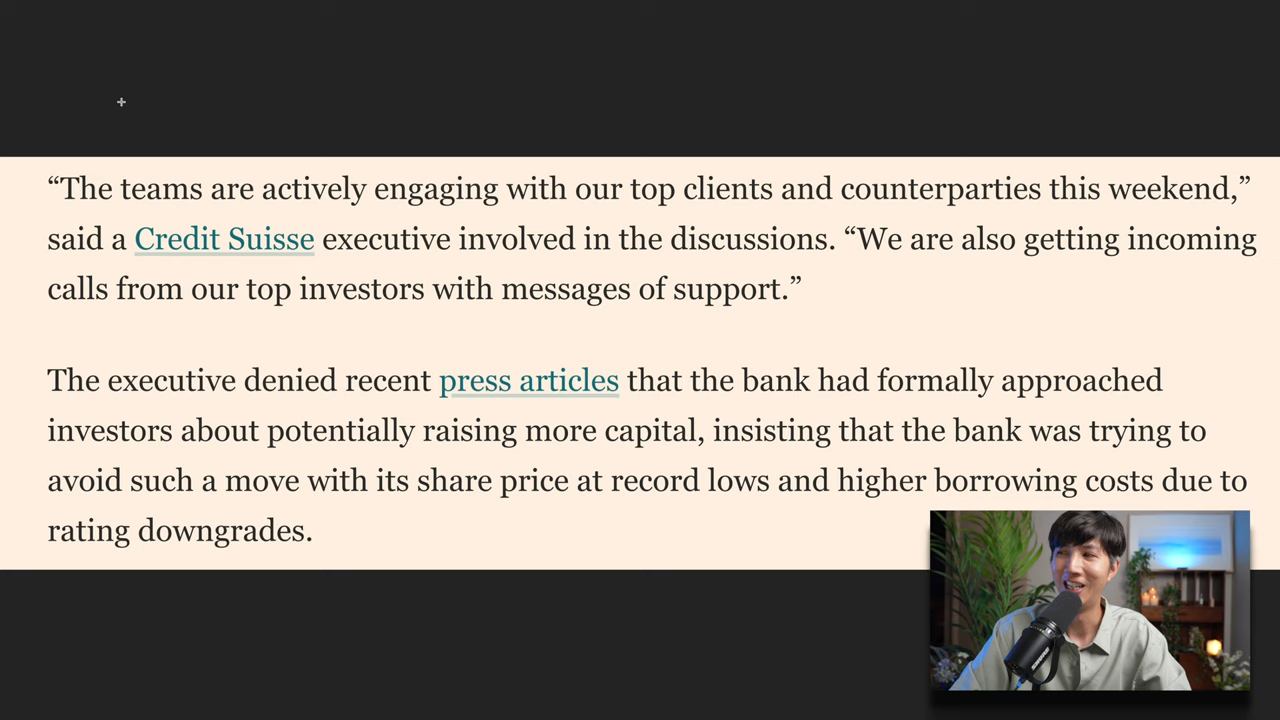 “The teams are actively engaging with our top clients and counterparties this weekend,”
said a Credit Suisse executive involved in the discussions. “We are also getting incoming
calls from our top investors with messages of support.”
The executive denied recent press articles that the bank had formally approached
investors about potentially raising more capital, insisting that the bank was trying to
avoid such a move with its share price at record lows and higher borrowing costs due to
rating downgrades.